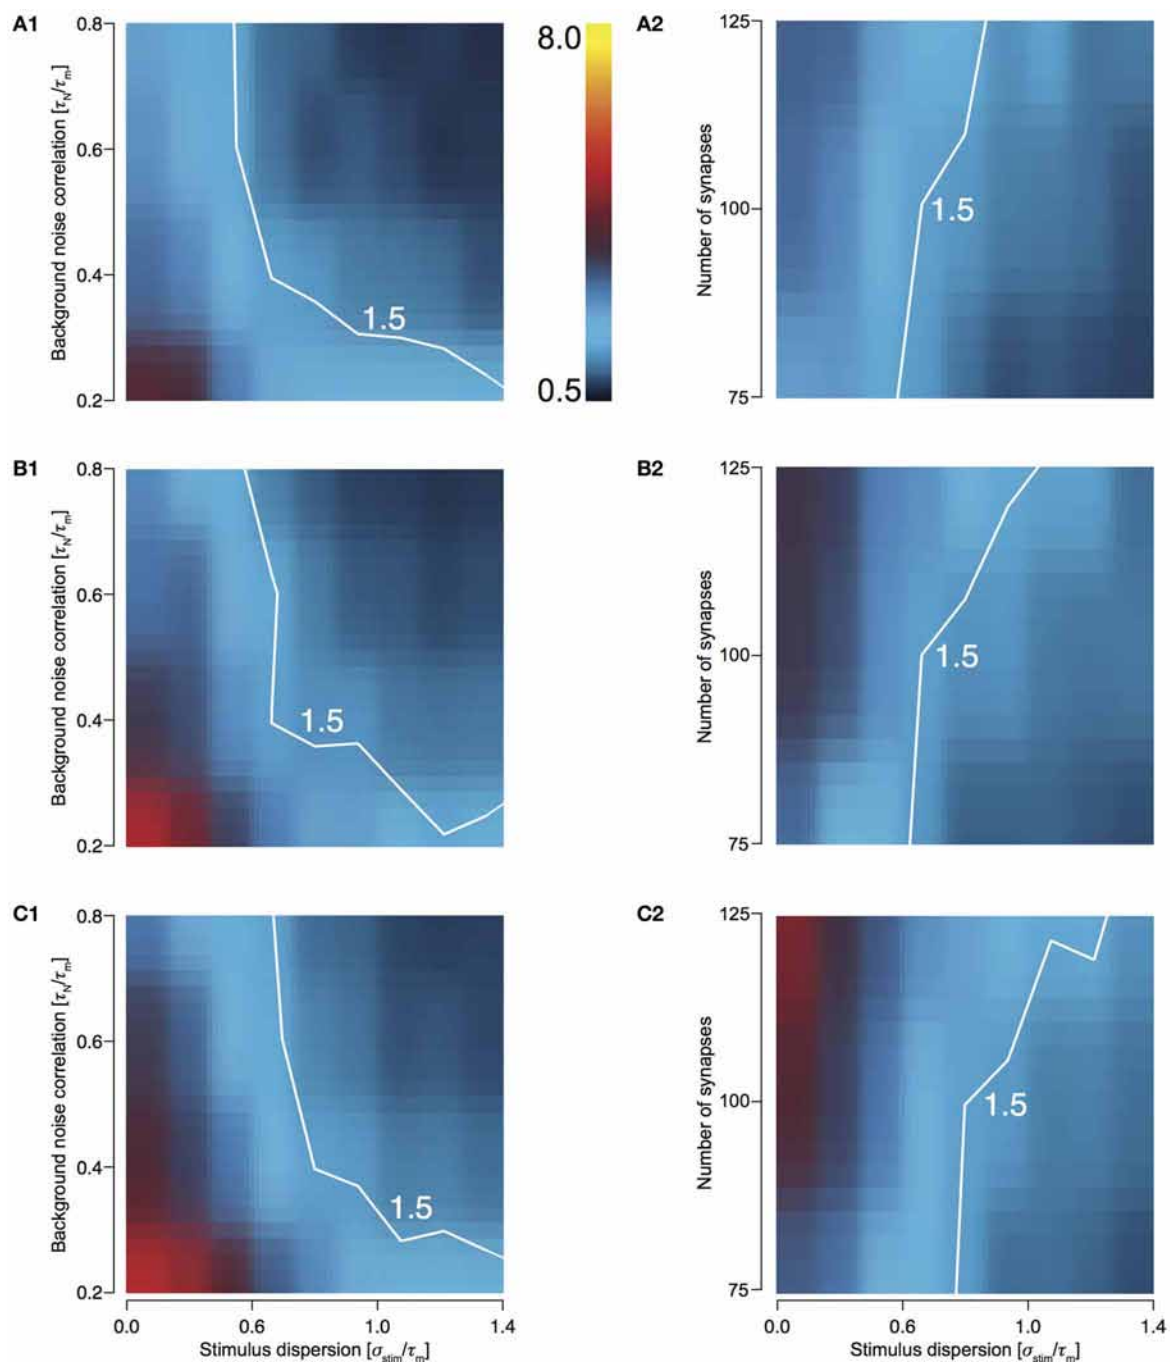 A1
Background noise correlation [τN/τm]
0.8
0.6
0.4
0.2
1.5
8.0
0.5
A2
Number of synapses
125
100
75
1.5
B1
Background noise correlation [τN/τm]
0.8
0.6
0.4
0.2
1.5
B2
Number of synapses
125
100
75
1.5
C1
Background noise correlation [τN/τm]
0.8
0.6
0.4
0.2
1.5
0.0 0.6 1.0 1.4
Stimulus dispersion [σstim/τm]
C2
Number of synapses
125
100
75
1.5
0.0 0.6 1.0 1.4
Stimulus dispersion [σstim/τm]